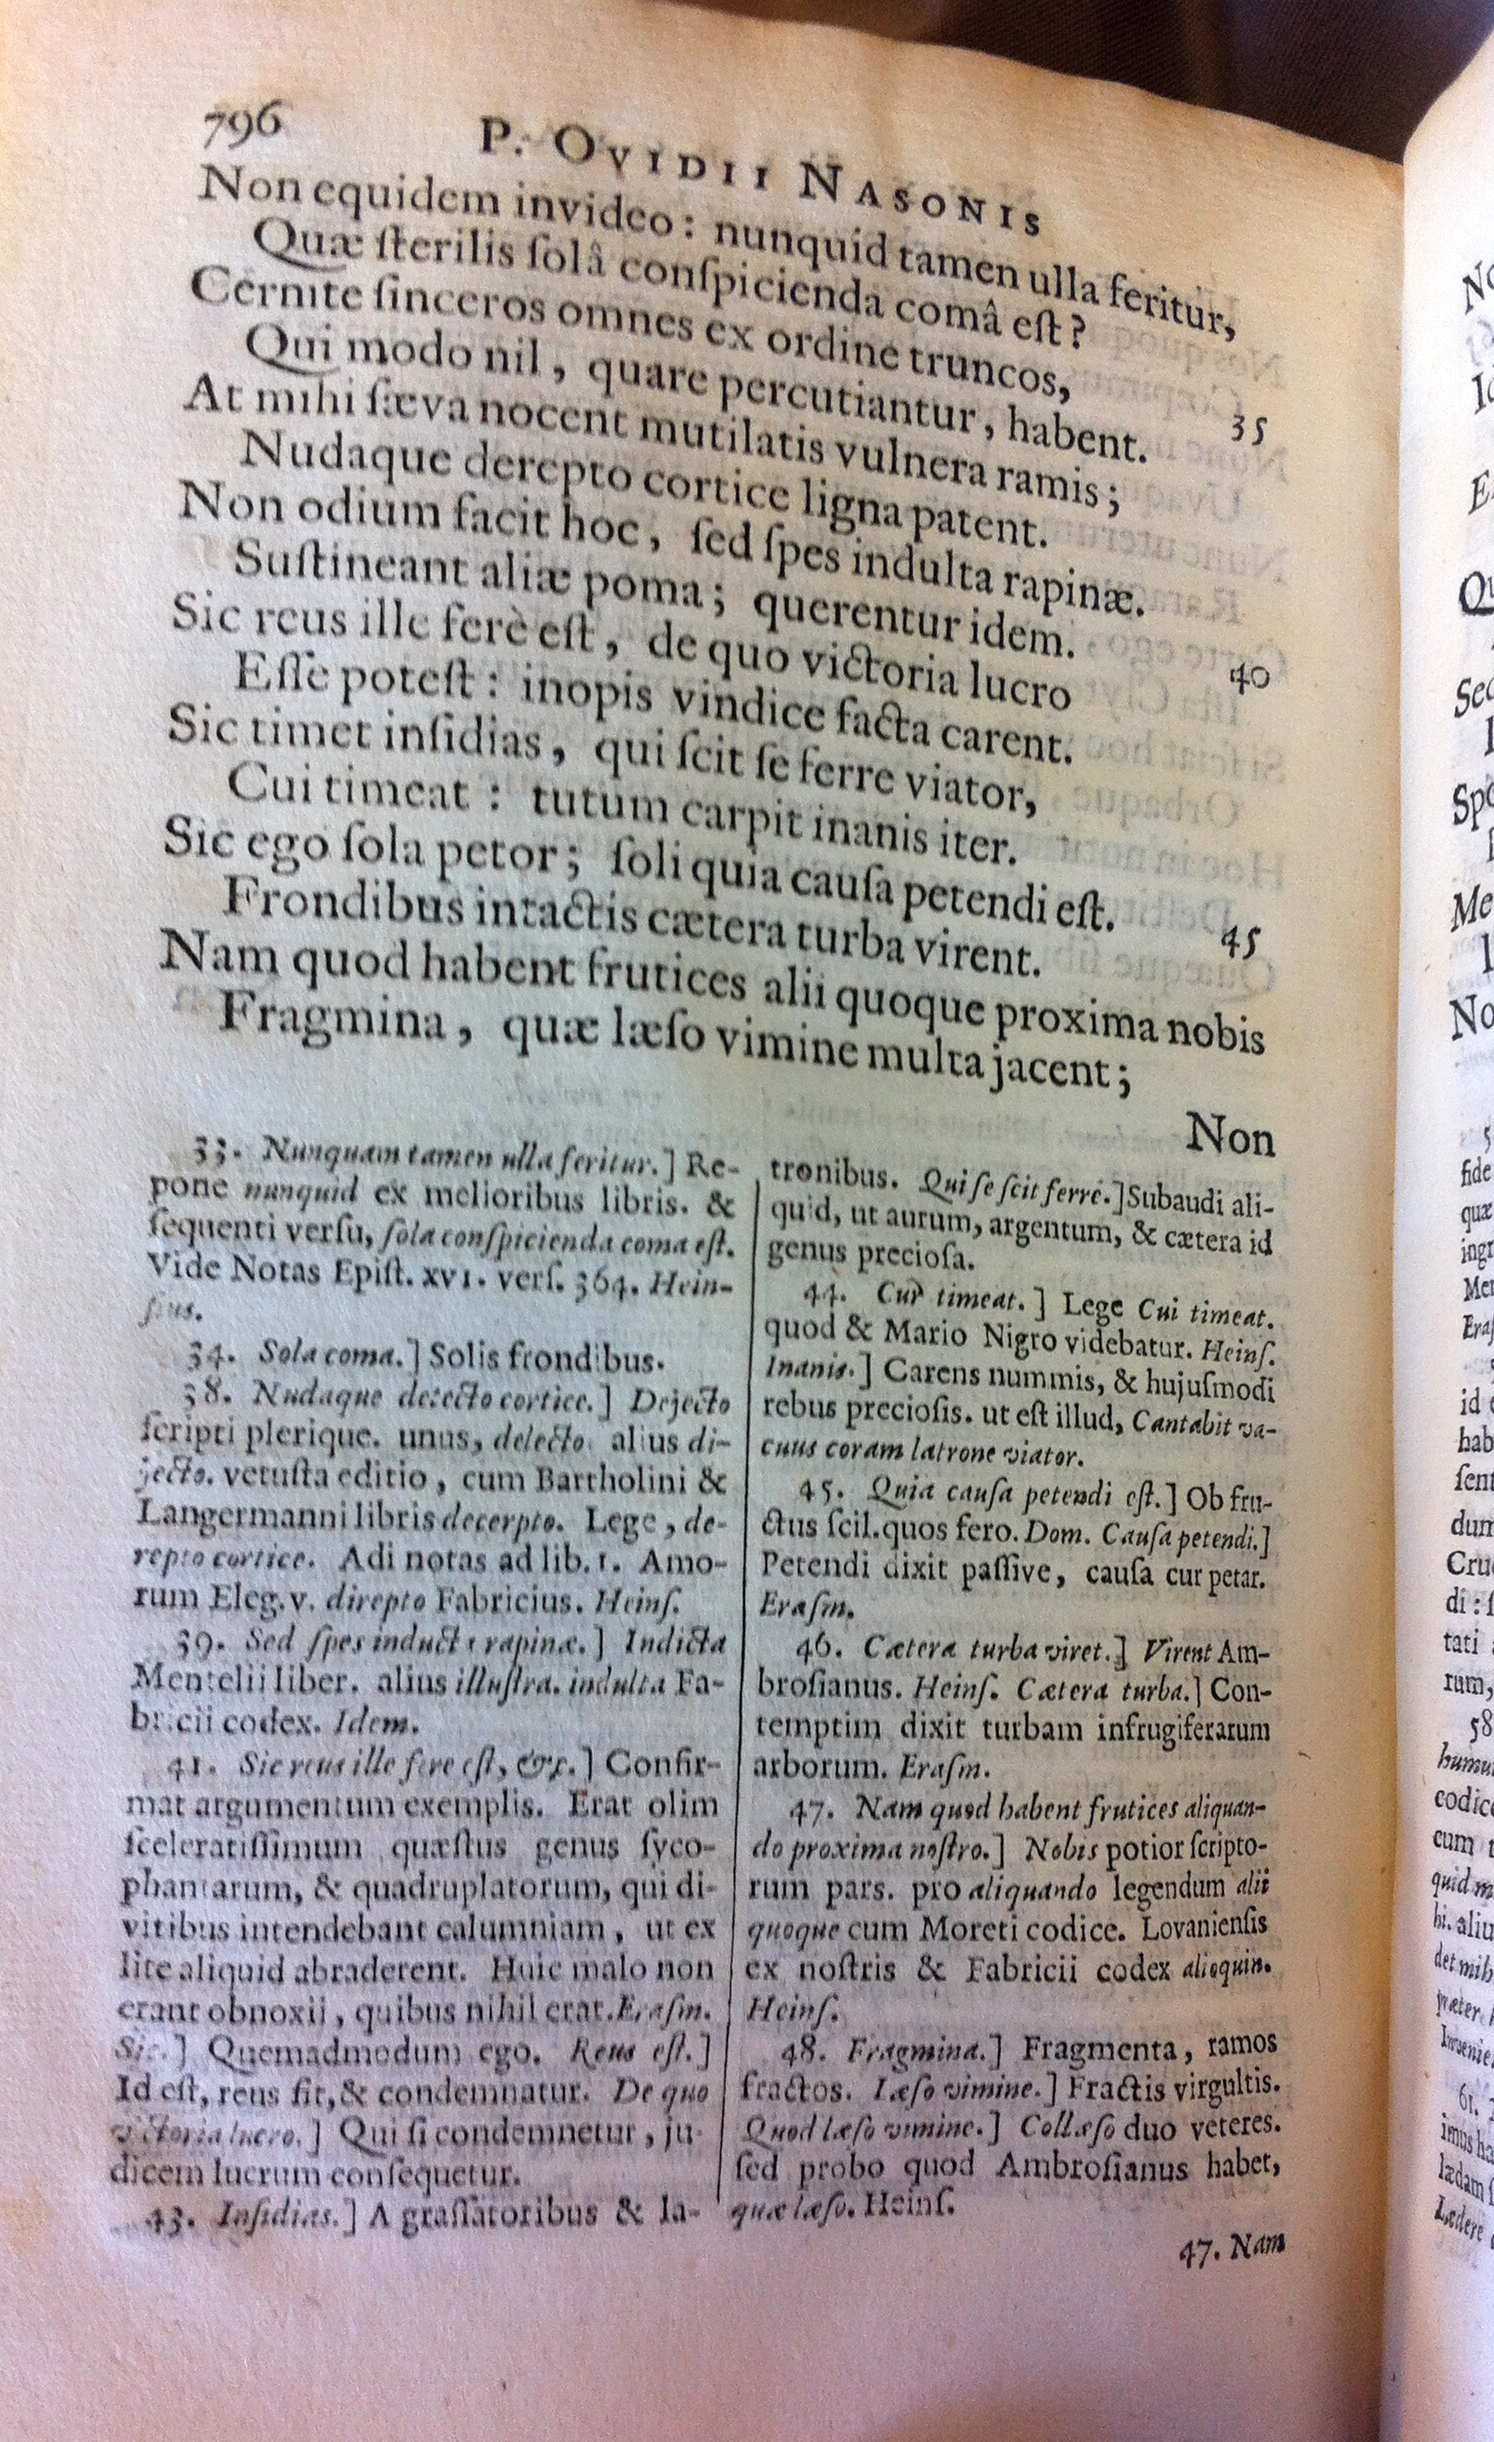 796
P. OVIDII NASONIS
Non equidem invideo: nunquid tamen ulla feritur,
Quæ ſterilis ſolâ conſpicienda comâ eſt?
Cernite ſinceros omnes ex ordine truncos,
Qui modo nil, quare percutiantur, habent.
35
At mihi ſæva nocent mutilatis vulnera ramis;
Nudaque derepto cortice ligna patent.
Non odium facit hoc, ſed ſpes indulta rapinæ.
Suſtineant aliæ poma; querentur idem.
Sic reus ille ferè eſt, de quo victoria lucro
40
Eſſe poteſt: inopis vindice facta carent.
Sic timet inſidias, qui ſcit ſe ferre viator,
Cui timeat: tutum carpit inanis iter.
Sic ego ſola petor; ſoli quia cauſa petendi eſt.
45
Frondibus intactis cætera turba virent.
Nam quod habent frutices alii quoque proxima nobis
Fragmina, quæ læſo vimine multa jacent;
Non
33. Nunquam tamen ulla feritur.] Re-
pone nunquid ex melioribus libris. &
ſequenti verſu, ſola conſpicienda coma eſt.
Vide Notas Epiſt. XVI. verſ. 364. Hein-
ſius.
34. Sola coma.] Solis frondibus.
38. Nudaque detecto cortice.] Dejecto
ſcripti plerique. unus, delecto. alius di-
jecto. vetuſta editio, cum Bartholini &
Langermanni libris decerpto. Lege, de-
repto cortice. Adi notas ad lib. 1. Amo-
rum Eleg. V. direpto Fabricius. Heinſ.
39. Sed ſpes inducta rapinæ.] Indicta
Mentelii liber. alius illuſtra. indulta Fa-
bricii codex. Idem.
41. Sic reus ille fere eſt, &c.] Confir-
mat argumentum exemplis. Erat olim
ſceleratiſſimum quæſtus genus ſyco-
phantarum, & quadruplatorum, qui di-
vitibus intendebant calumniam, ut ex
lite aliquid abraderent. Huic malo non
erant obnoxii, quibus nihil erat. Eraſm.
Sic.] Quemadmodum ego. Reus eſt.]
Id eſt, reus fit, & condemnatur. De quo
victoria lucro.] Qui ſi condemnetur, ju-
dicem lucrum conſequetur.
43. Inſidias.] A graſſatoribus & la-
tronibus. Qui ſe ſcit ferre.] Subaudi ali-
quid, ut aurum, argentum, & cætera id
genus precioſa.
44. Cur timeat.] Lege Cui timeat.
quod & Mario Nigro videbatur. Heinſ.
Inanis.] Carens nummis, & hujuſmodi
rebus precioſis. ut eſt illud, Cantabit va-
cuus coram latrone viator.
45. Quia cauſa petendi eſt.] Ob fru-
ctus ſcil. quos fero. Dom. Cauſa petendi.]
Petendi dixit paſſive, cauſa cur petar.
Eraſm.
46. Cætera turba viret.] Virent Am-
broſianus. Heinſ. Cætera turba.] Con-
temptim dixit turbam infrugiferarum
arborum. Eraſm.
47. Nam quod habent frutices aliquan-
do proxima noſtro.] Nobis potior ſcripto-
rum pars. pro aliquando legendum alii
quoque cum Moreti codice. Lovanienſis
ex noſtris & Fabricii codex alioquin.
Heinſ.
48. Fragmina.] Fragmenta, ramos
fractos. Læſo vimine.] Fractis virgultis.
Quod læſo vimine.] Collæſo duo veteres.
ſed probo quod Ambroſianus habet,
quæ læſo. Heinſ.
47. Nam